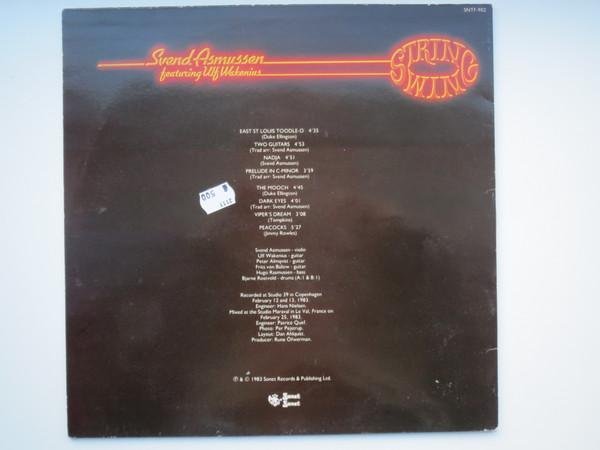 SNTF-902
Svend Asmussen
featuring Ulf Wakenius
STRING
SWING
EAST ST LOUIS TOODLE-O 4'35
(Duke Ellington)
TWO GUITARS 4'53
(Trad arr: Svend Asmussen)
NADJA 4'51
(Svend Asmussen)
PRELUDE IN C-MINOR 3'59
(Trad arr: Svend Asmussen)
THE MOOCH 4'45
(Duke Ellington)
DARK EYES 4'01
(Trad arr: Svend Asmussen)
VIPER'S DREAM 3'08
(Tompkins)
PEACOCKS 5'27
(Jimmy Rowles)
2111
500
Svend Asmussen - violin
Ulf Wakenius - guitar
Peter Almqvist - guitar
Fritz von Bülow - guitar
Hugo Rasmussen - bass
Bjarne Rostvold - drums (A:1 & B:1)
Recorded at Studio 39 in Copenhagen
February 12 and 13, 1983.
Engineer: Hans Nielsen.
Mixed at the Studio Maraval in Le Val, France on
February 25, 1983.
Engineer: Patrice Quef.
Photo: Per Pejstrup.
Layout: Dan Ahlquist.
Producer: Rune Öfwerman.
℗ & © 1983 Sonet Records & Publishing Ltd.
Sonet
Sonet